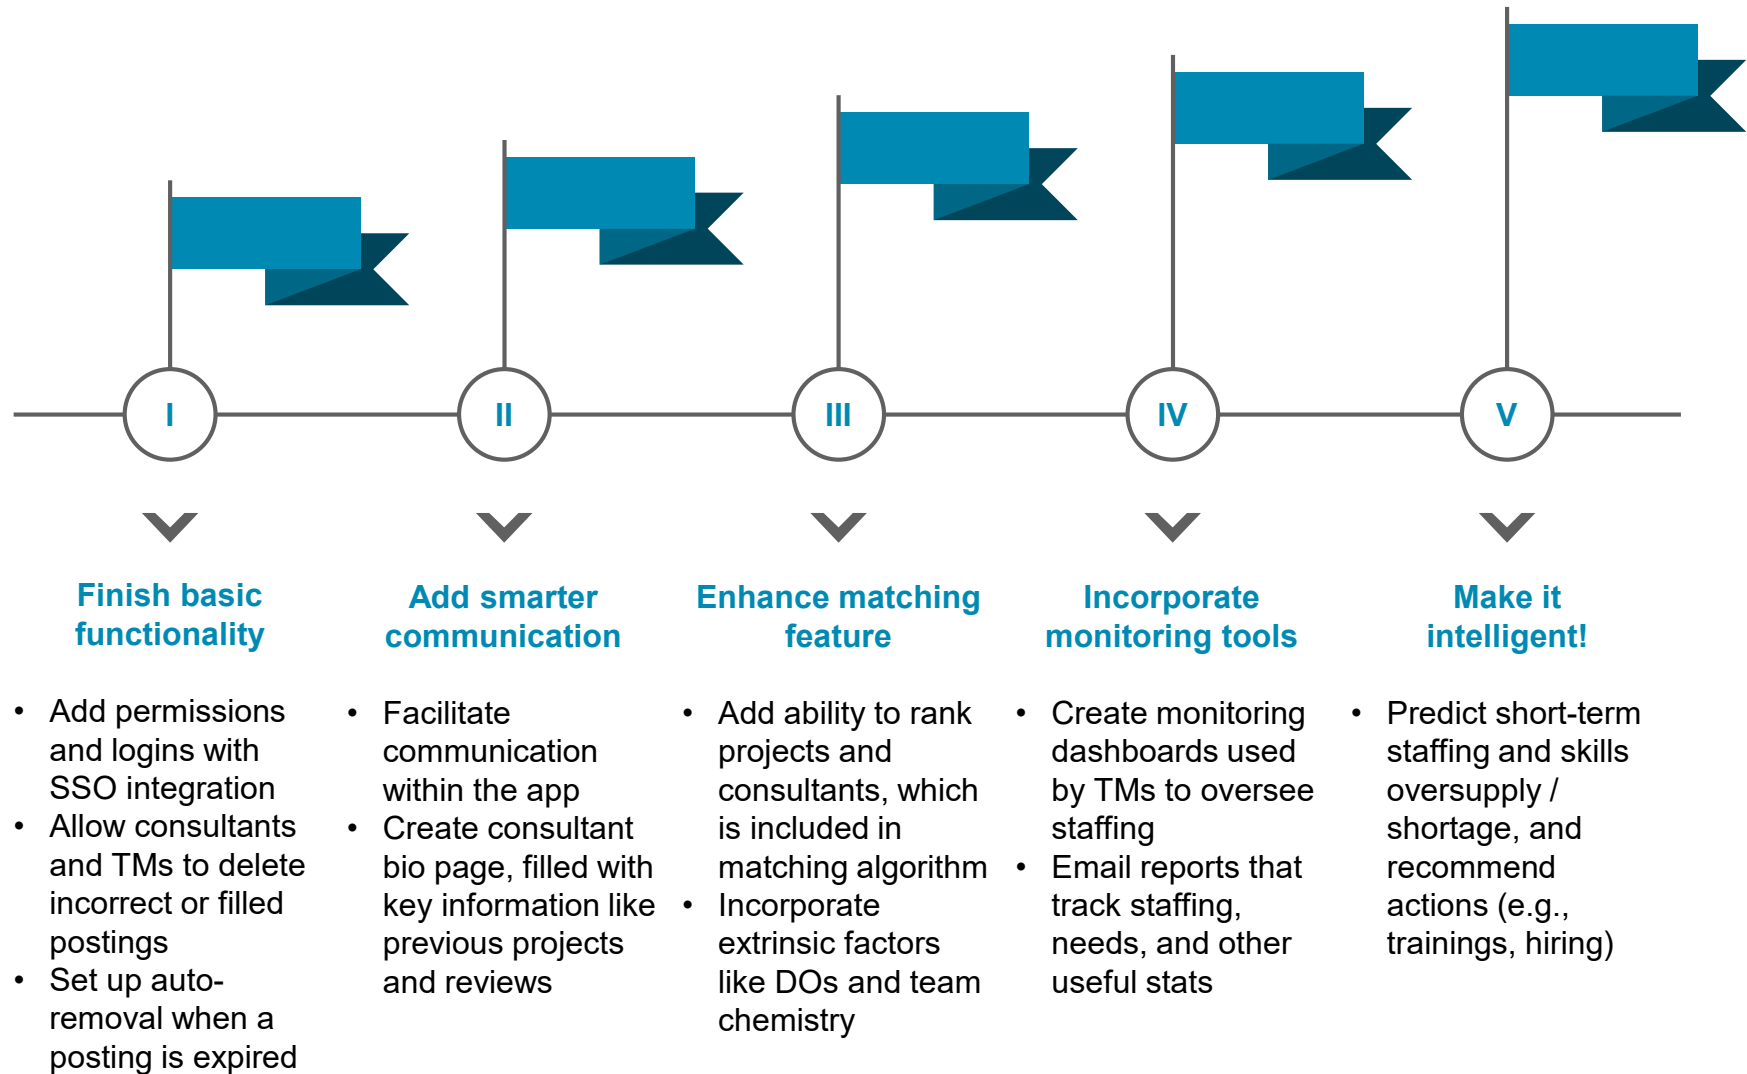 I
II
III
IV
V
Finish basic
functionality
• Add permissions
and logins with
SSO integration
• Allow consultants
and TMs to delete
incorrect or filled
postings
• Set up auto-
removal when a
posting is expired
Add smarter
communication
• Facilitate
communication
within the app
• Create consultant
bio page, filled with
key information like
previous projects
and reviews
Enhance matching
feature
• Add ability to rank
projects and
consultants, which
is included in
matching algorithm
• Incorporate
extrinsic factors
like DOs and team
chemistry
Incorporate
monitoring tools
• Create monitoring
dashboards used
by TMs to oversee
staffing
• Email reports that
track staffing,
needs, and other
useful stats
Make it
intelligent!
• Predict short-term
staffing and skills
oversupply /
shortage, and
recommend
actions (e.g.,
trainings, hiring)